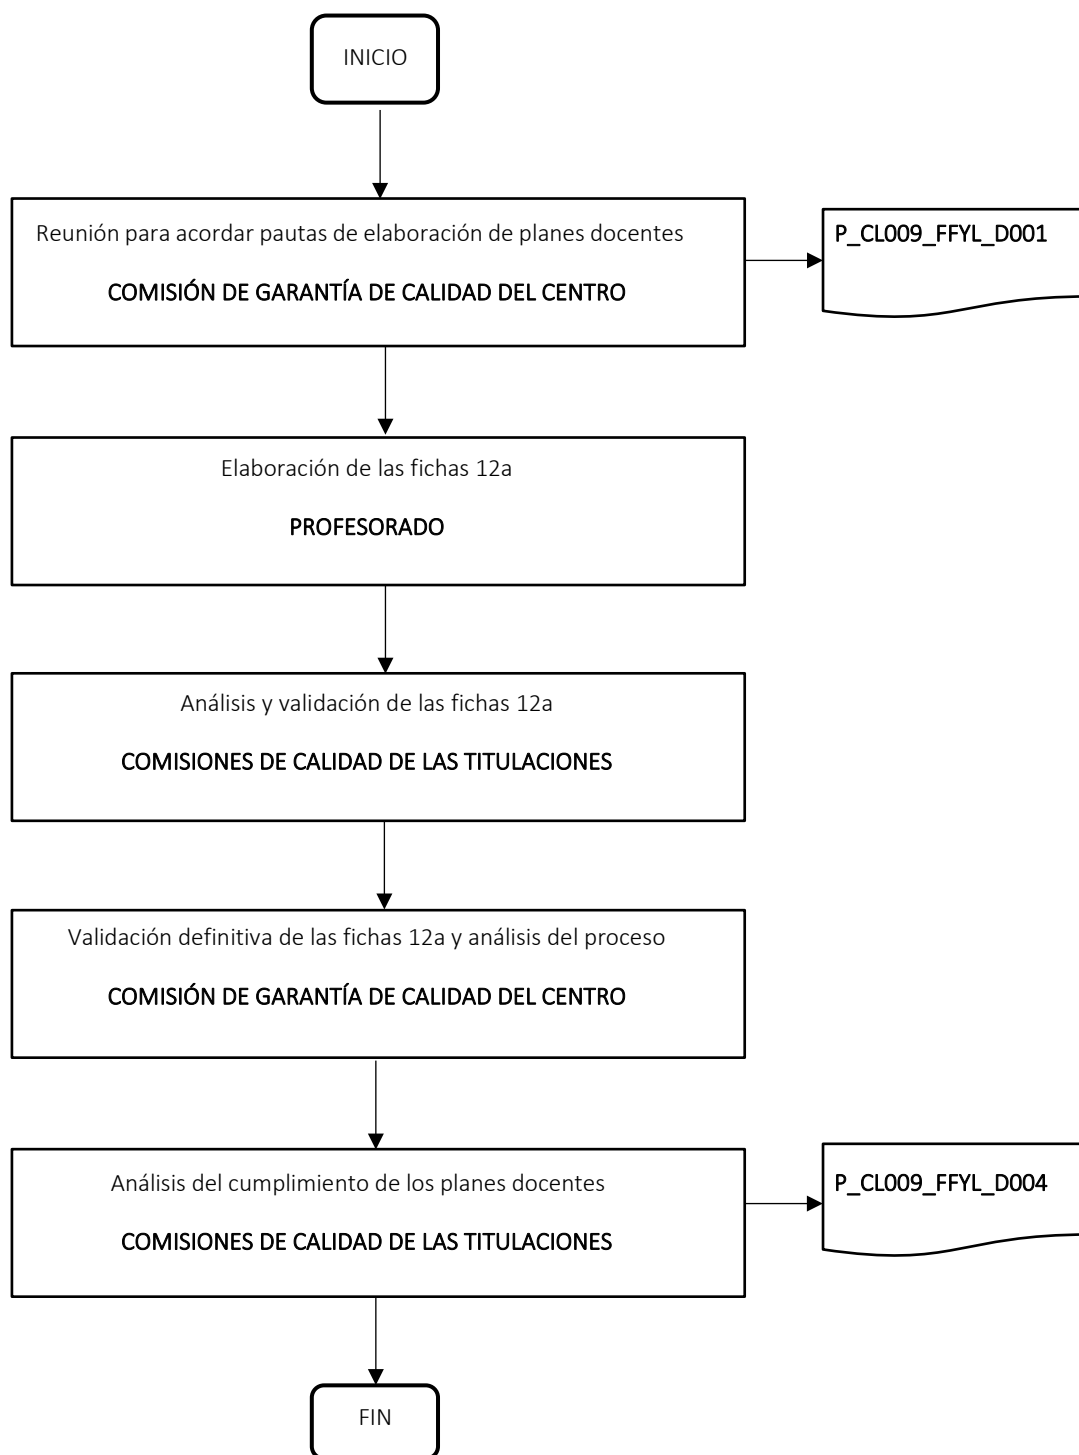 INICIO
Reunión para acordar pautas de elaboración de planes docentes
COMISIÓN DE GARANTÍA DE CALIDAD DEL CENTRO
P_CL009_FFYL_D001
Elaboración de las fichas 12a
PROFESORADO
Análisis y validación de las fichas 12a
COMISIONES DE CALIDAD DE LAS TITULACIONES
Validación definitiva de las fichas 12a y análisis del proceso
COMISIÓN DE GARANTÍA DE CALIDAD DEL CENTRO
Análisis del cumplimiento de los planes docentes
COMISIONES DE CALIDAD DE LAS TITULACIONES
P_CL009_FFYL_D004
FIN